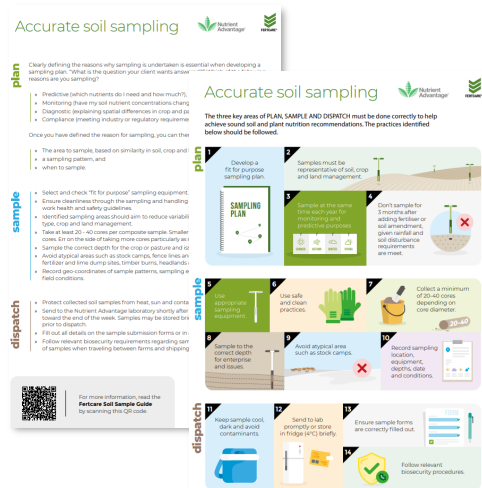 Accurate soil sampling
Nutrient
Advantage®
FERTCARE®
plan
Clearly defining the reasons why sampling is undertaken is essential when developing a
sampling plan. "What is the question your client wants
reasons are you sampling?
• Predictive (which nutrients do I need and how much?),
• Monitoring (have my soil nutrient concentrations
• Diagnostic (explaining spatial differences in crop and
• Compliance (meeting industry or regulatory
Once you have defined the reason for sampling, you can
• The area to sample, based on similarity in soil, crop and
• a sampling pattern, and
• when to sample.
sample
• Select and check "fit for purpose" sampling equipment.
• Ensure cleanliness through the sampling and handling
work health and safety guidelines.
• Identified sampling areas should aim to reduce
type, crop and land management.
• Take at least 20 - 40 cores per composite sample. Smaller
cores. Err on the side of taking more cores particularly as
• Sample the correct depth for the crop or pasture and
• Avoid atypical areas such as stock camps, fence lines
fertilizer and lime dump sites, timber burns, headlands
• Record geo-coordinates of sample patterns, sampling
field conditions.
dispatch
• Protect collected soil samples from heat, sun and
• Send to the Nutrient Advantage laboratory shortly after
toward the end of the week. Samples may be stored
prior to dispatch.
• Fill out all details on the sample submission forms or in
• Follow relevant biosecurity requirements regarding
of samples when traveling between farms and shipping
For more information, read the
Fertcare Soil Sample Guide
by scanning this QR code.
Accurate soil sampling
Nutrient
Advantage®
FERTCARE®
The three key areas of PLAN, SAMPLE AND DISPATCH must be done correctly to help
achieve sound soil and plant nutrition recommendations. The practices identified
below should be followed.
plan
1
Develop a
fit for purpose
sampling plan.
SAMPLING
PLAN
2
Samples must be
representative of soil, crop
and land management.
3
Sample at the same
time each year for
monitoring and
predictive purposes.
4
Don't sample for
3 months after
adding fertiliser or
soil amendment,
given rainfall and
soil disturbance
requirements
are meet.
sample
5
Use
appropriate
sampling
equipment.
6
Use safe
and clean
practices.
7
Collect a minimum
of 20-40 cores
depending on
core diameter.
20-40
8
Sample to the
correct depth
for enterprise
and issues.
9
Avoid atypical area
such as stock camps.
10
Record sampling
location,
equipment,
depths, date
and conditions.
dispatch
11
Keep sample cool,
dark and avoid
contaminants.
12
Send to lab
promptly or store
in fridge (4°C) briefly.
13
Ensure sample forms
are correctly filled out.
14
Follow relevant
biosecurity procedures.